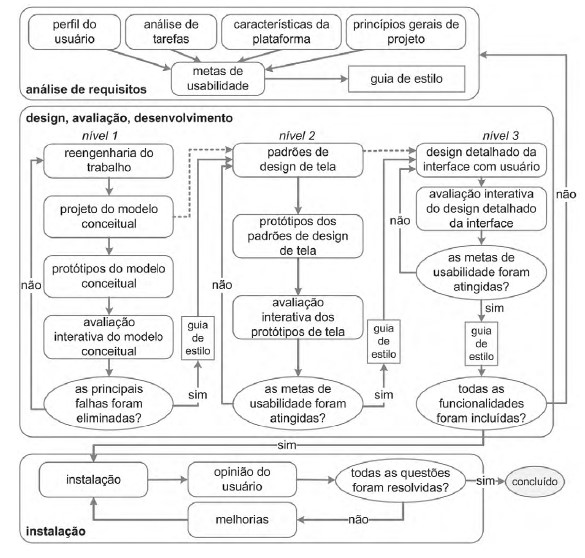 perfil do
usuário
análise de
tarefas
características da
plataforma
princípios gerais de
projeto
metas de
usabilidade
guia de estilo
análise de requisitos
design, avaliação, desenvolvimento
nível 1
nível 2
nível 3
reengenharia do
trabalho
projeto do modelo
conceitual
protótipos do modelo
conceitual
avaliação
interativa do modelo
conceitual
as principais
falhas foram
eliminadas?
não
sim
guia
de
estilo
padrões
de design de tela
protótipos dos
padrões de design
de tela
avaliação
interativa dos
protótipos de tela
as metas de
usabilidade foram
atingidas?
não
sim
guia
de
estilo
design detalhado da
interface com usuário
avaliação interativa
do design detalhado
da interface
as metas de
usabilidade foram
atingidas?
não
sim
guia
de
estilo
todas as
funcionalidades
foram incluídas?
não
sim
instalação
opinião do
usuário
todas as questões
foram resolvidas?
sim
concluído
melhorias
não
instalação